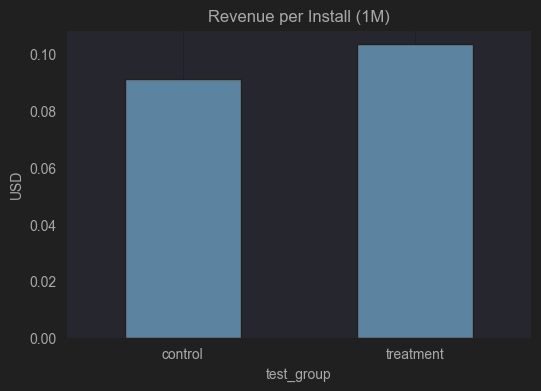 Revenue per Install (1M)
USD
0.10
0.08
0.06
0.04
0.02
0.00
control
treatment
test_group